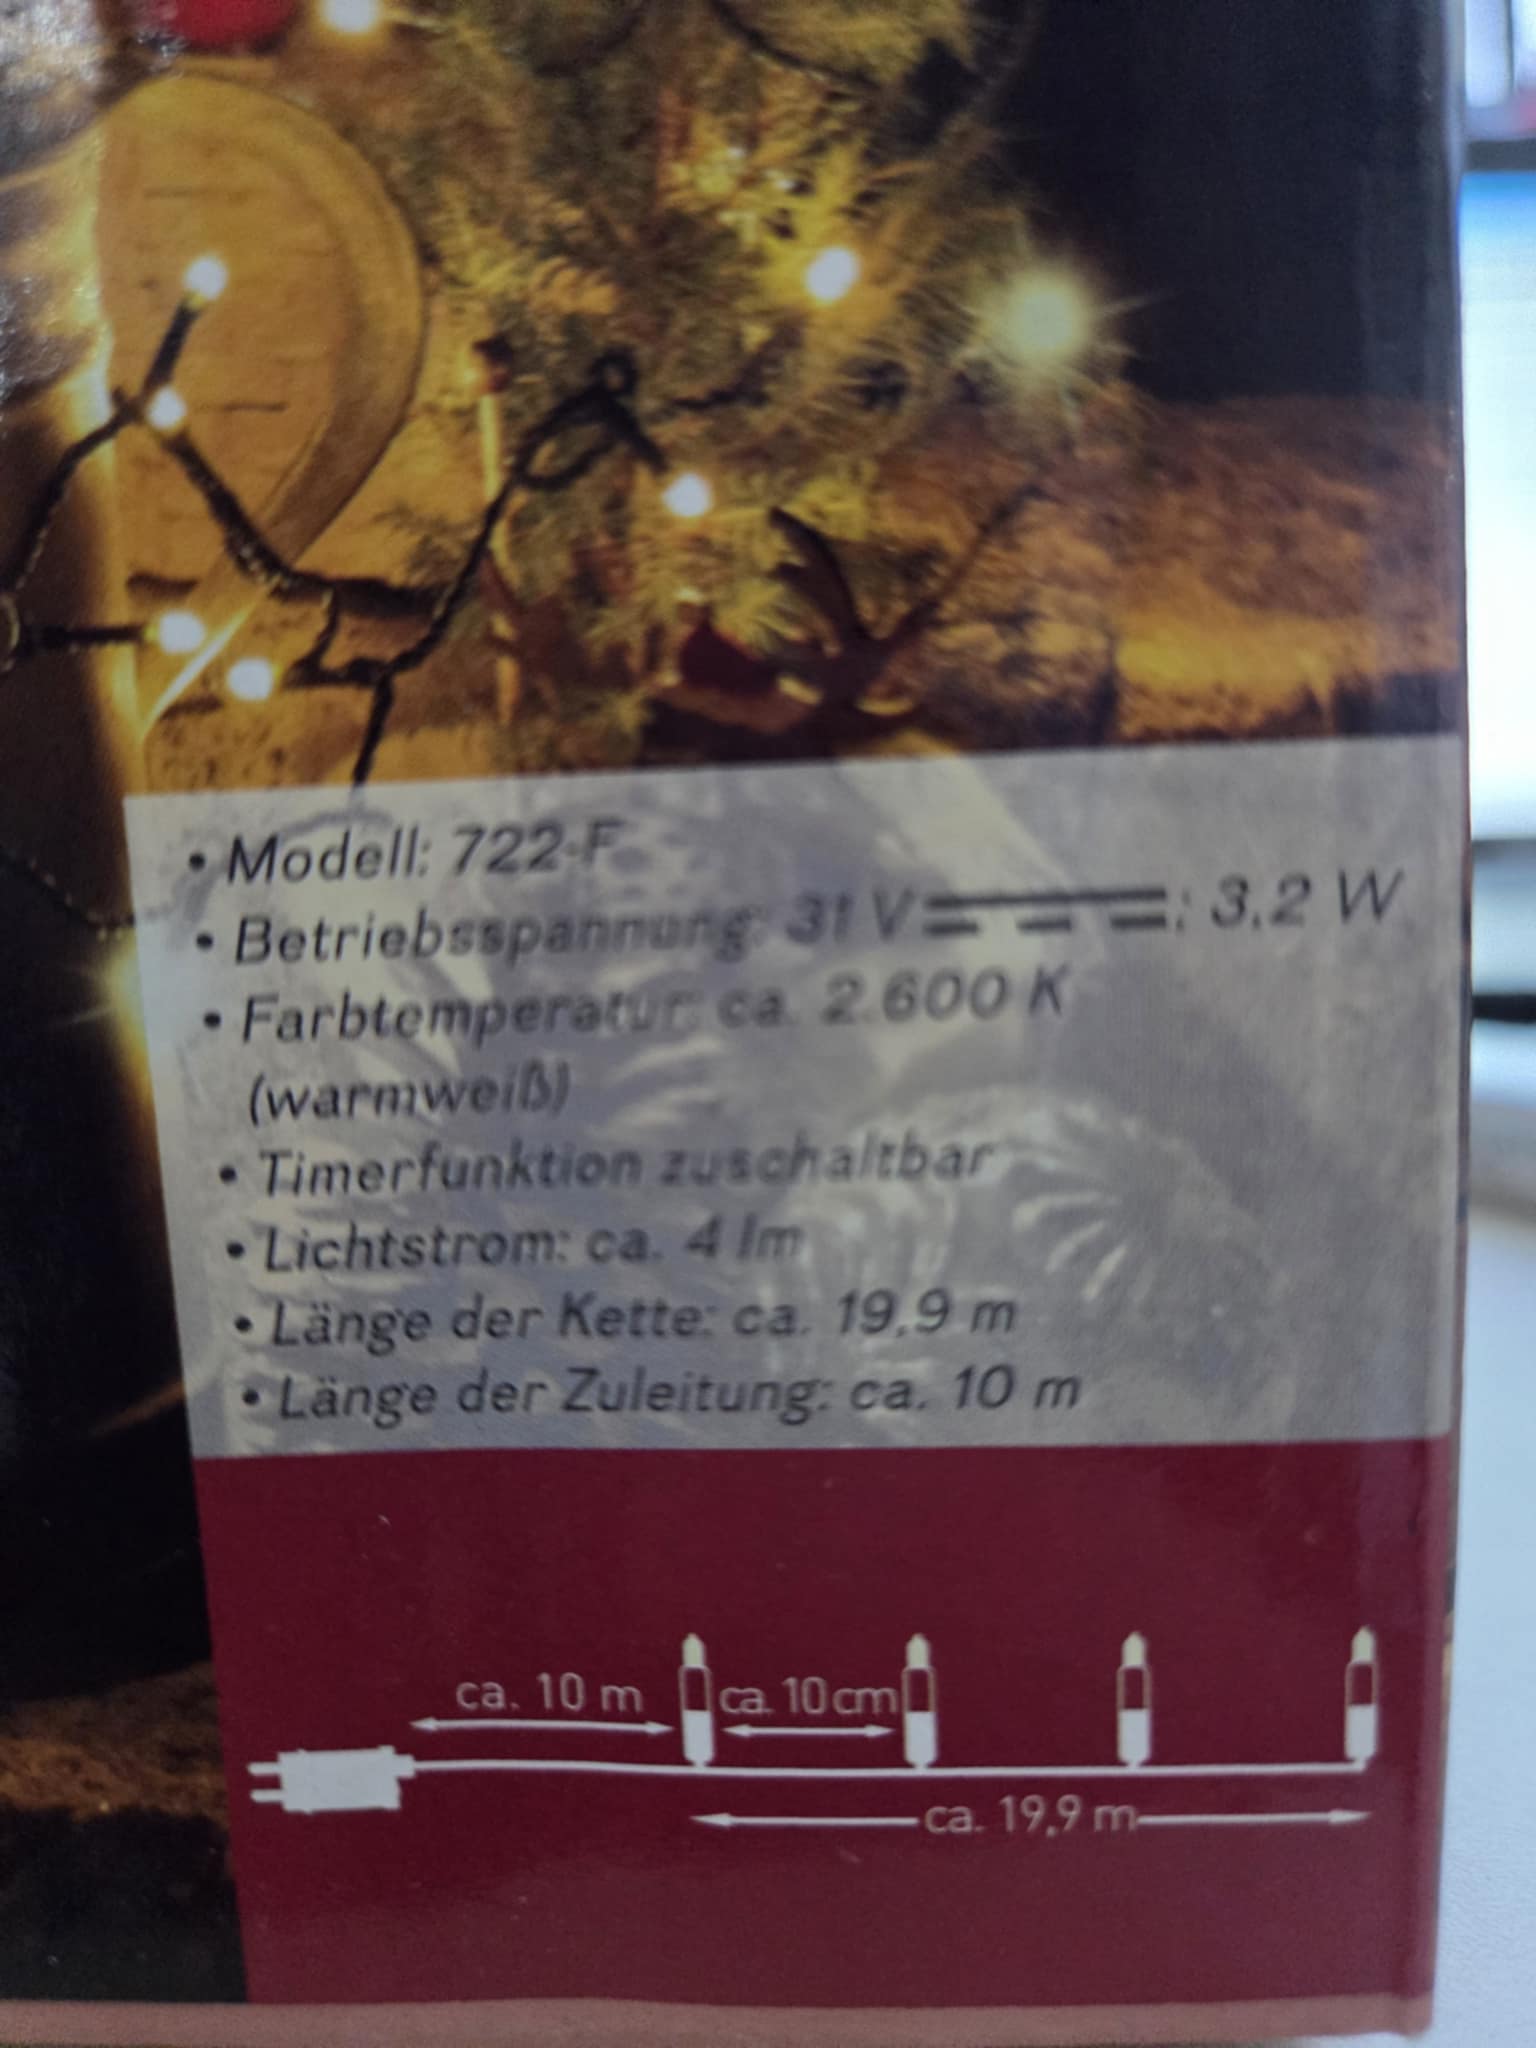 • Modell: 722-F
• Betriebsspannung: 31 V⎓; 3,2 W
• Farbtemperatur: ca. 2.600 K
(warmweiß)
• Timerfunktion zuschaltbar
• Lichtstrom: ca. 4 lm
• Länge der Kette: ca. 19,9 m
• Länge der Zuleitung: ca. 10 m
ca. 10 m
ca. 10 cm
ca. 19,9 m